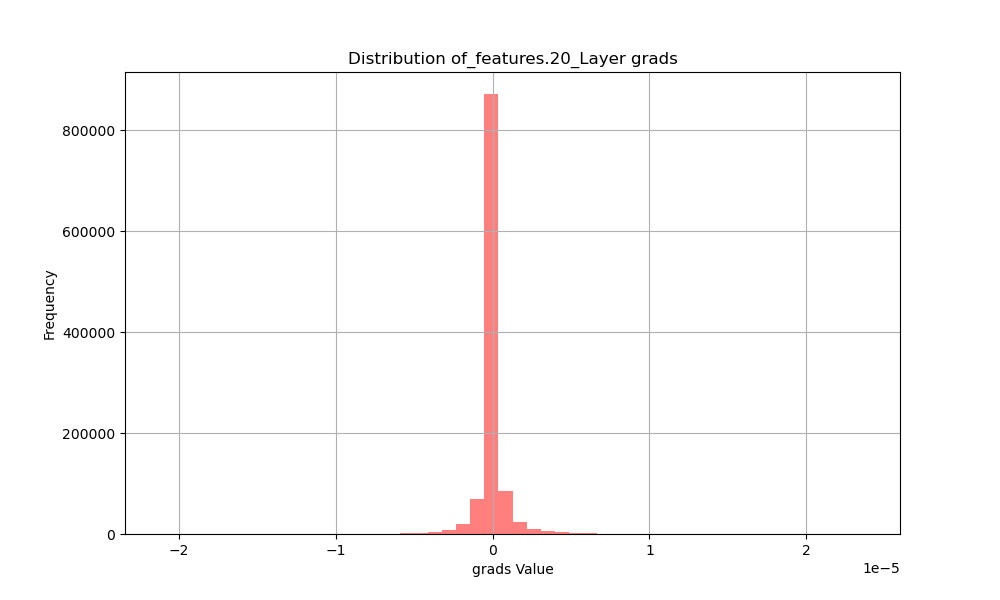 Distribution of_features.20_Layer grads
Frequency
800000
600000
400000
200000
0
−2
−1
0
1
2
1e−5
grads Value